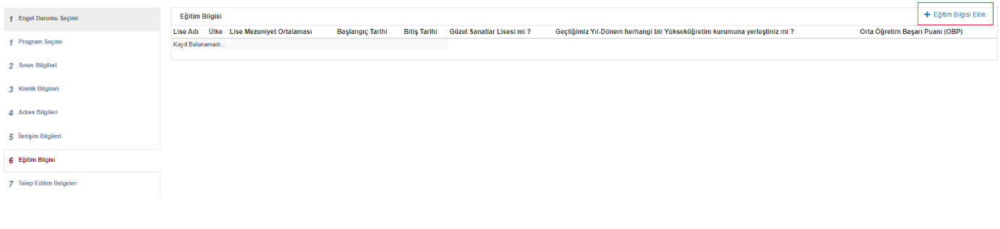 1 Engel Durumu Seçimi
1 Program Seçimi
2 Sınav Bilgileri
3 Kimlik Bilgileri
4 Adres Bilgileri
5 İletişim Bilgileri
6 Eğitim Bilgisi
7 Talep Edilen Belgeler
Eğitim Bilgisi
+ Eğitim Bilgisi Ekle
Lise Adı Ülke Lise Mezuniyet Ortalaması Başlangıç Tarihi Bitiş Tarihi Güzel Sanatlar Lisesi mi ? Geçtiğimiz Yıl-Dönem herhangi bir Yükseköğretim kurumuna yerleştiniz mi ? Orta Öğretim Başarı Puanı (OBP)
Kayıt Bulunamadı...